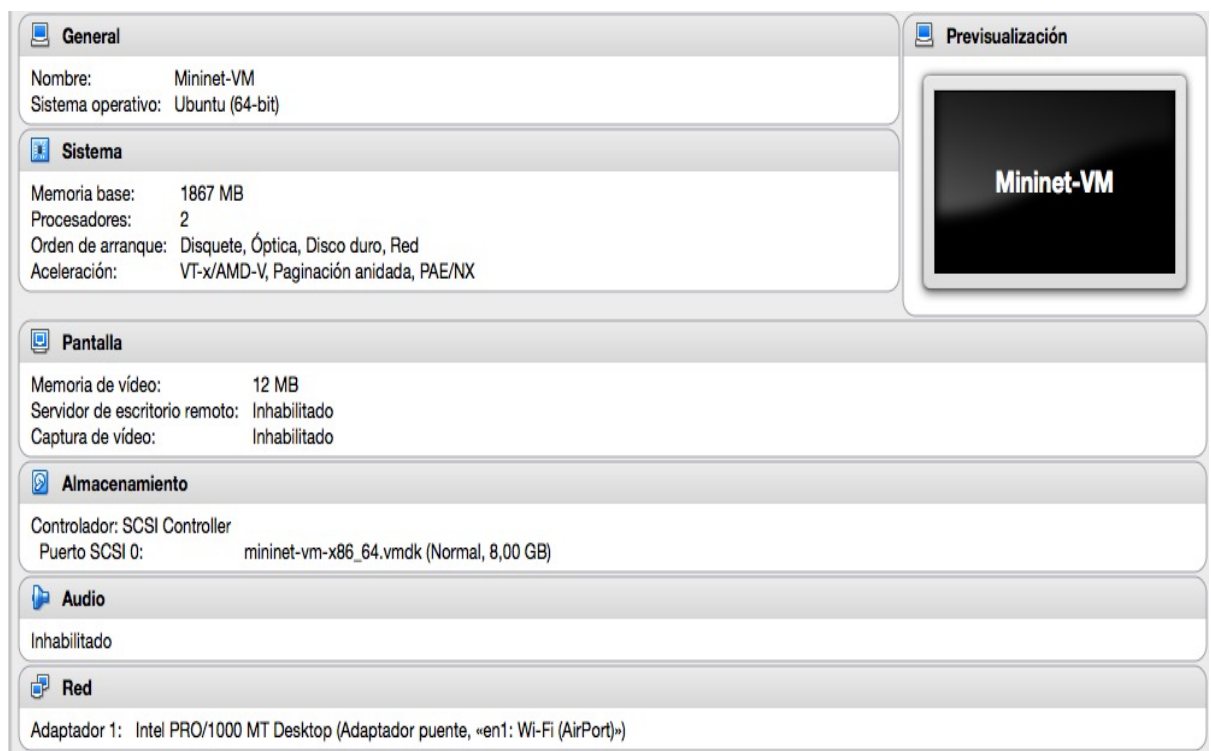 General
Nombre: Mininet-VM
Sistema operativo: Ubuntu (64-bit)
Sistema
Memoria base: 1867 MB
Procesadores: 2
Orden de arranque: Disquete, Óptica, Disco duro, Red
Aceleración: VT-x/AMD-V, Paginación anidada, PAE/NX
Previsualización
Mininet-VM
Pantalla
Memoria de vídeo: 12 MB
Servidor de escritorio remoto: Inhabilitado
Captura de vídeo: Inhabilitado
Almacenamiento
Controlador: SCSI Controller
Puerto SCSI 0: mininet-vm-x86_64.vmdk (Normal, 8,00 GB)
Audio
Inhabilitado
Red
Adaptador 1: Intel PRO/1000 MT Desktop (Adaptador puente, «en1: Wi-Fi (AirPort)»)